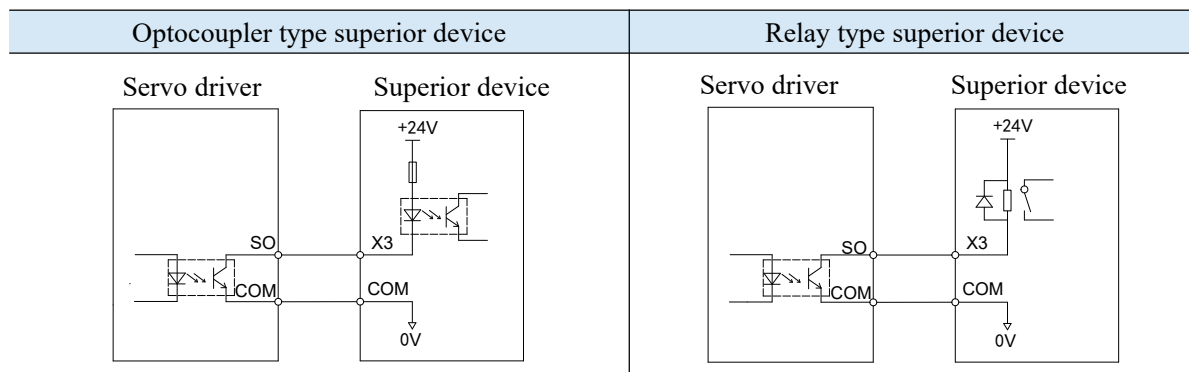 Optocoupler type superior device
Relay type superior device
Servo driver
Superior device
+24V
SO
X3
COM
COM
0V
Servo driver
Superior device
+24V
SO
X3
COM
COM
0V